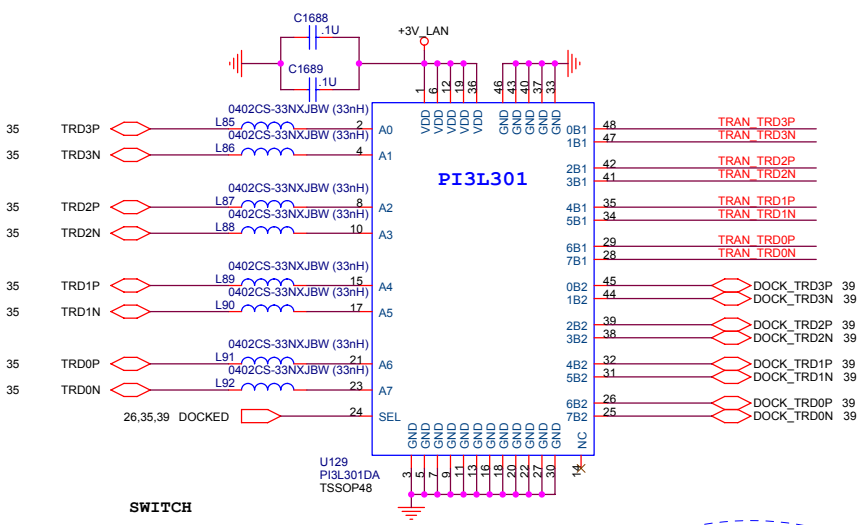 C1688
.1U
+3V_LAN
C1689
.1U
1 6 12 19 36 46 43 40 37 33
VDD VDD VDD VDD VDD GND GND GND GND GND
0402CS-33NXJBW (33nH)
35 TRD3P L85 2 A0 0B1 48 TRAN_TRD3P
0402CS-33NXJBW (33nH) 1B1 47 TRAN_TRD3N
35 TRD3N L86 4 A1
2B1 42 TRAN_TRD2P
PI3L301 3B1 41 TRAN_TRD2N
0402CS-33NXJBW (33nH)
35 TRD2P L87 8 A2 4B1 35 TRAN_TRD1P
0402CS-33NXJBW (33nH) 5B1 34 TRAN_TRD1N
35 TRD2N L88 10 A3
6B1 29 TRAN_TRD0P
7B1 28 TRAN_TRD0N
0402CS-33NXJBW (33nH)
35 TRD1P L89 15 A4 0B2 45 DOCK_TRD3P 39
0402CS-33NXJBW (33nH) 1B2 44 DOCK_TRD3N 39
35 TRD1N L90 17 A5
2B2 39 DOCK_TRD2P 39
3B2 38 DOCK_TRD2N 39
0402CS-33NXJBW (33nH)
35 TRD0P L91 21 A6 4B2 32 DOCK_TRD1P 39
0402CS-33NXJBW (33nH) 5B2 31 DOCK_TRD1N 39
35 TRD0N L92 23 A7
6B2 26 DOCK_TRD0P 39
26,35,39 DOCKED 24 SEL 7B2 25 DOCK_TRD0N 39
GND GND GND GND GND GND GND GND GND GND GND GND NC
3 5 7 9 11 13 16 18 20 22 27 30 14
U129
PI3L301DA
TSSOP48
SWITCH